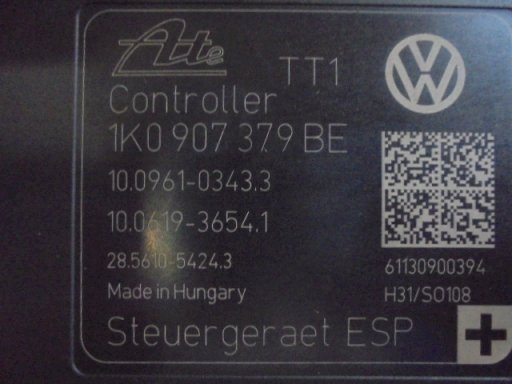 Ate TT1
Controller
1K0 907 379 BE
10.0961-0343.3
10.0619-3654.1
28.5610-5424.3
61130900394
Made in Hungary
H31/SO108
Steuergeraet ESP